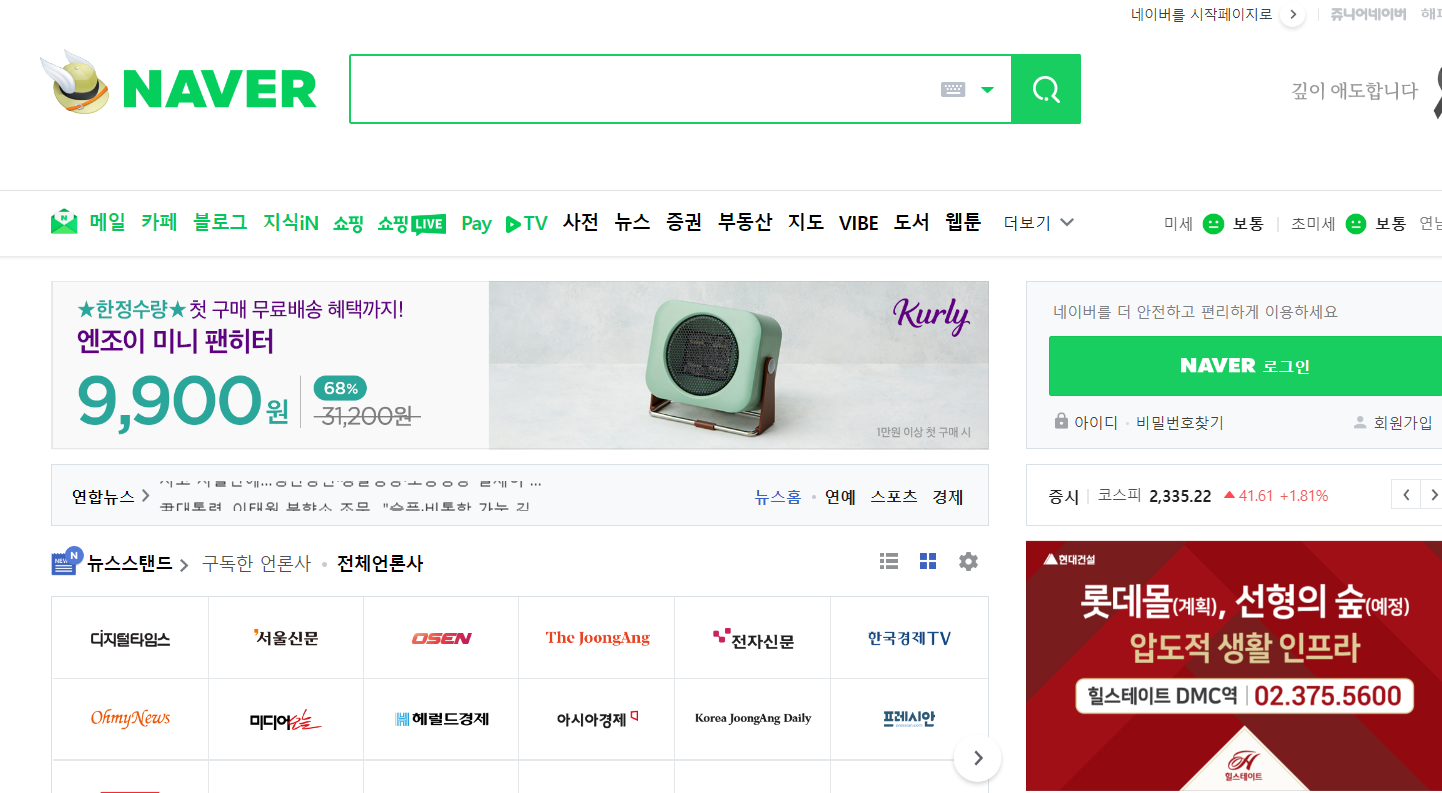 네이버를 시작페이지로
쥬니어네이버
NAVER
깊이 애도합니다
메일 카페 블로그 지식iN 쇼핑 쇼핑 LIVE Pay TV 사전 뉴스 증권 부동산 지도 VIBE 도서 웹툰 더보기
미세 보통 초미세 보통
★한정수량★ 첫 구매 무료배송 혜택까지!
엔조이 미니 팬히터
9,900원 68%
31,200원
Kurly
1만원 이상 첫 구매 시
네이버를 더 안전하고 편리하게 이용하세요
NAVER 로그인
아이디 · 비밀번호찾기 회원가입
연합뉴스
뉴스홈 · 연예 스포츠 경제
증시 코스피 2,335.22 ▲ 41.61 +1.81%
NEWS N 뉴스스탠드 구독한 언론사 · 전체언론사
디지털타임스 서울신문 OSEN The JoongAng 전자신문 한국경제TV
OhmyNews 미디어오늘 헤럴드경제 아시아경제 Korea JoongAng Daily 프레시안
현대건설
롯데몰(계획), 선형의 숲(예정)
압도적 생활 인프라
힐스테이트 DMC역 02.375.5600
힐스테이트